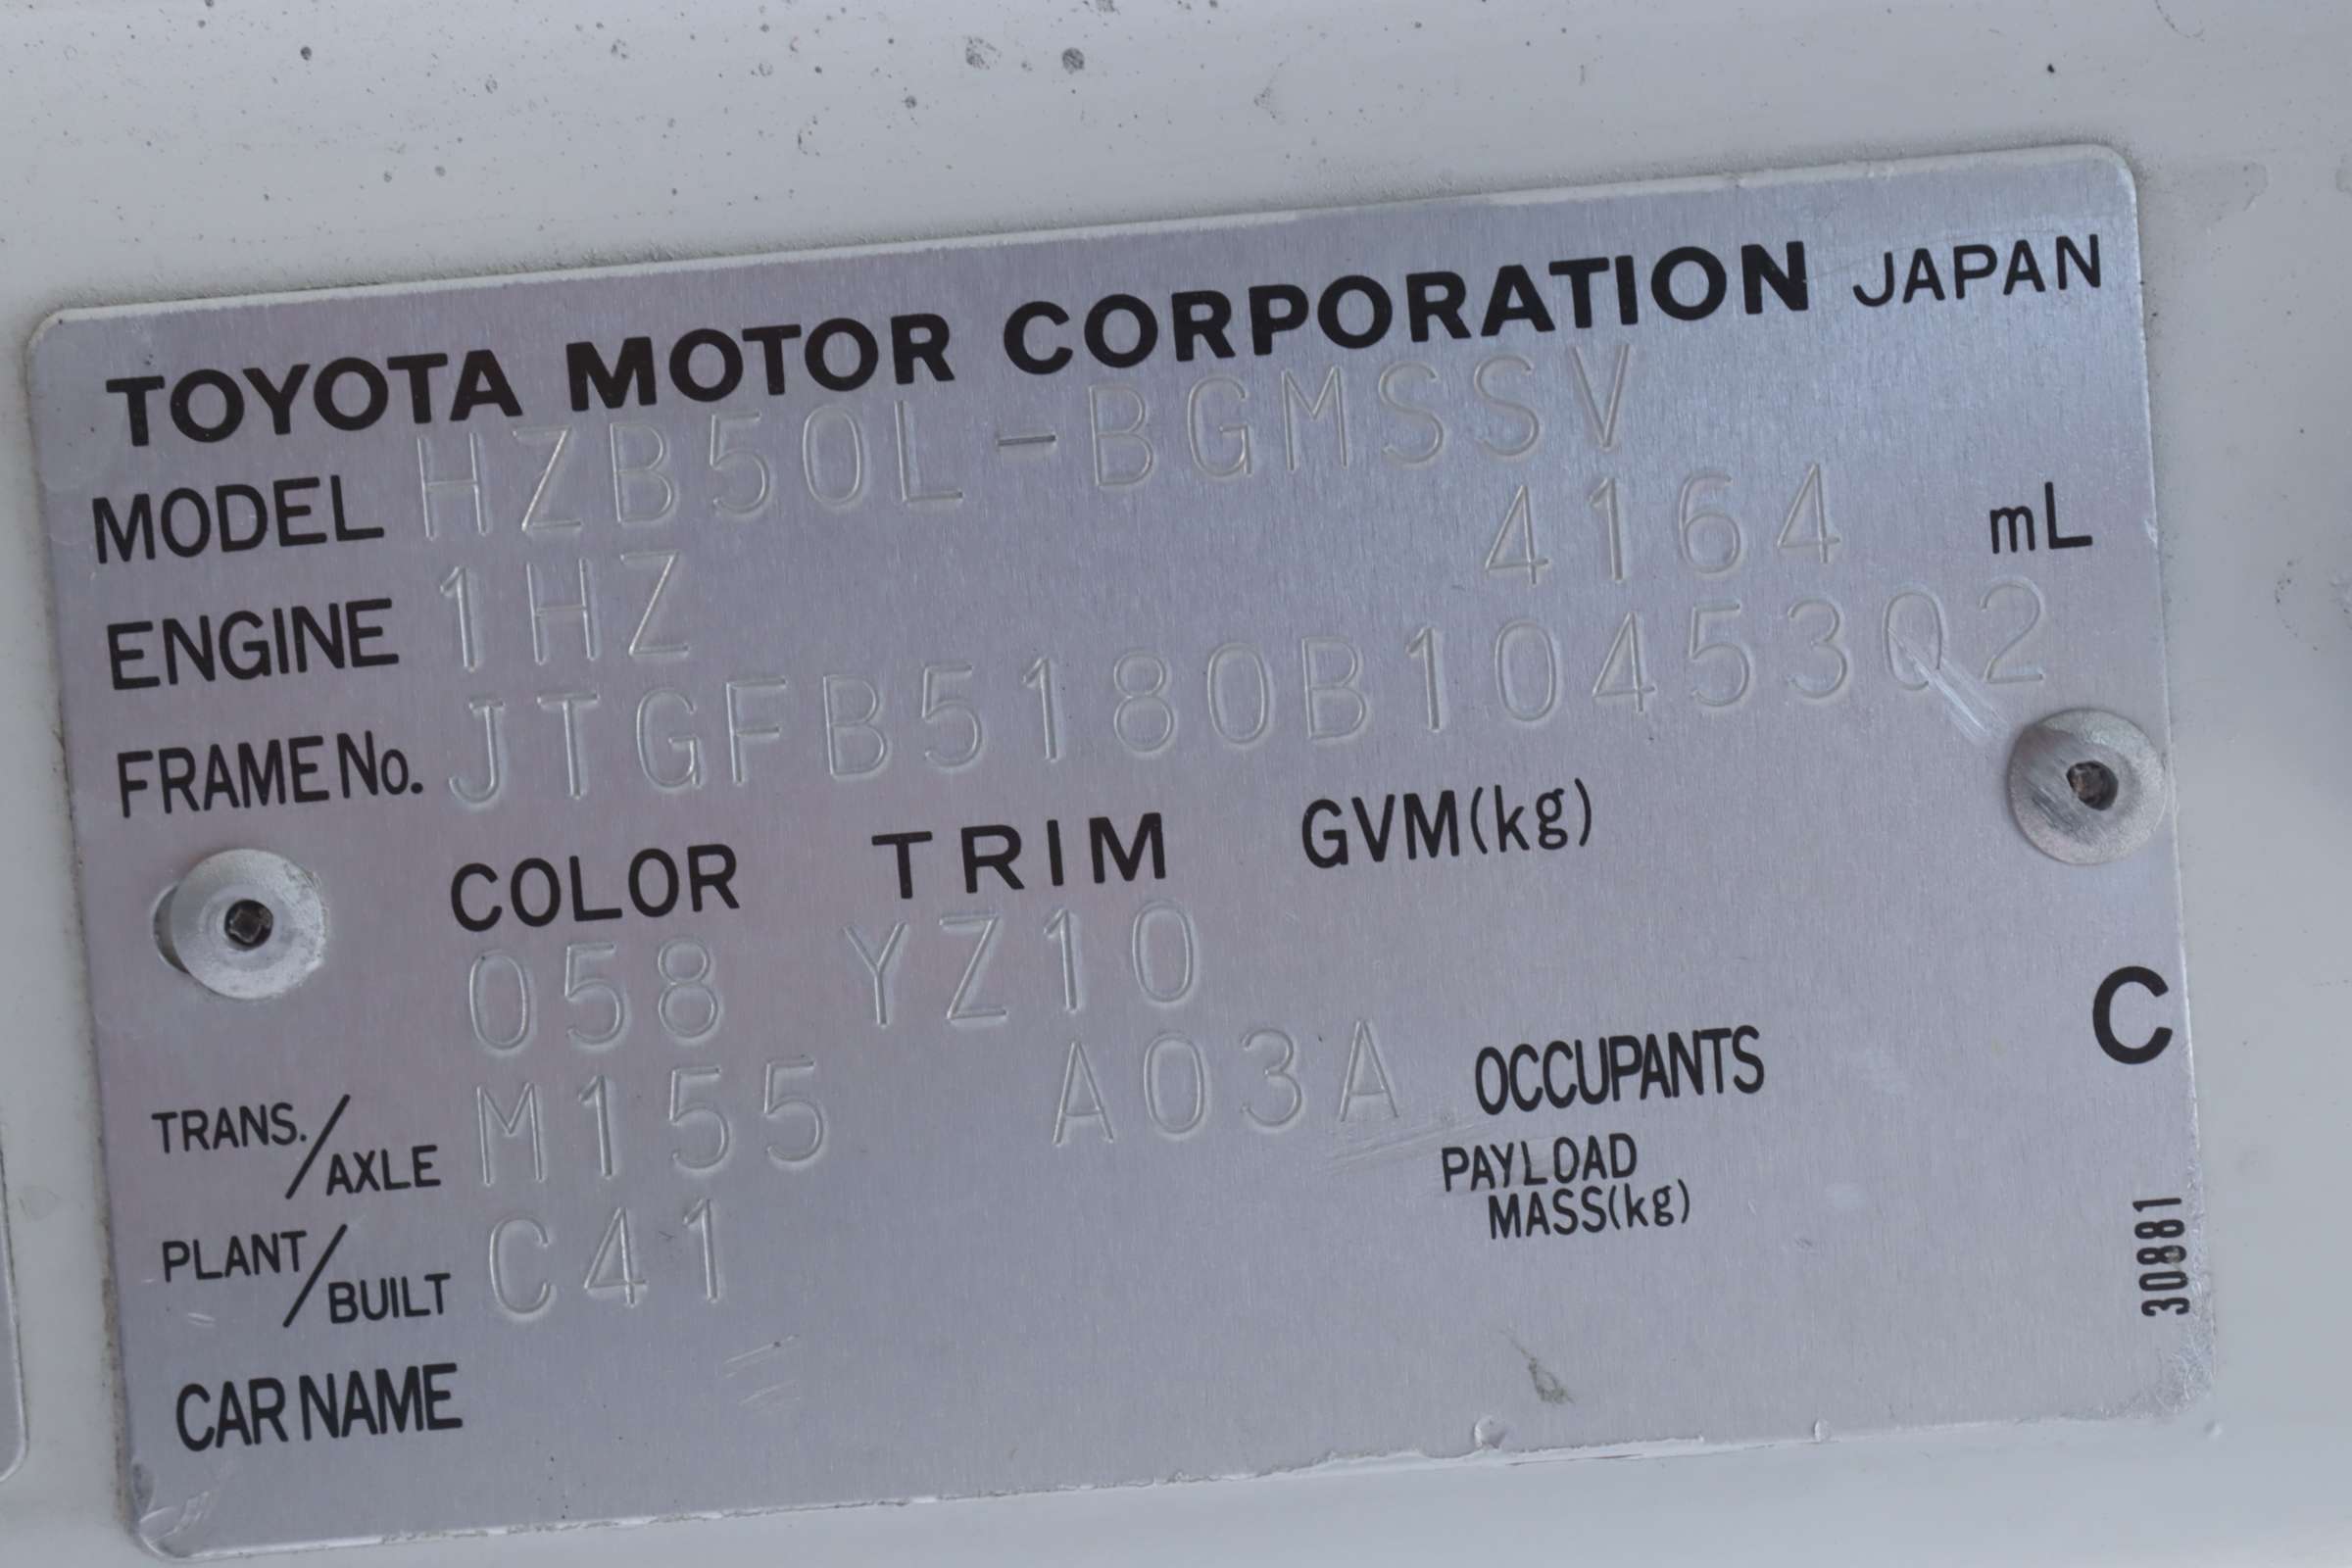 TOYOTA MOTOR CORPORATION JAPAN
MODEL HZB50L-BGMSSV
ENGINE 1HZ 4164 mL
FRAME No. JTGFB5180B1045302
COLOR TRIM GVM(kg)
058 YZ10
TRANS./AXLE M155 A03A OCCUPANTS
PAYLOAD
MASS(kg)
PLANT/BUILT C41
CAR NAME
C
30881